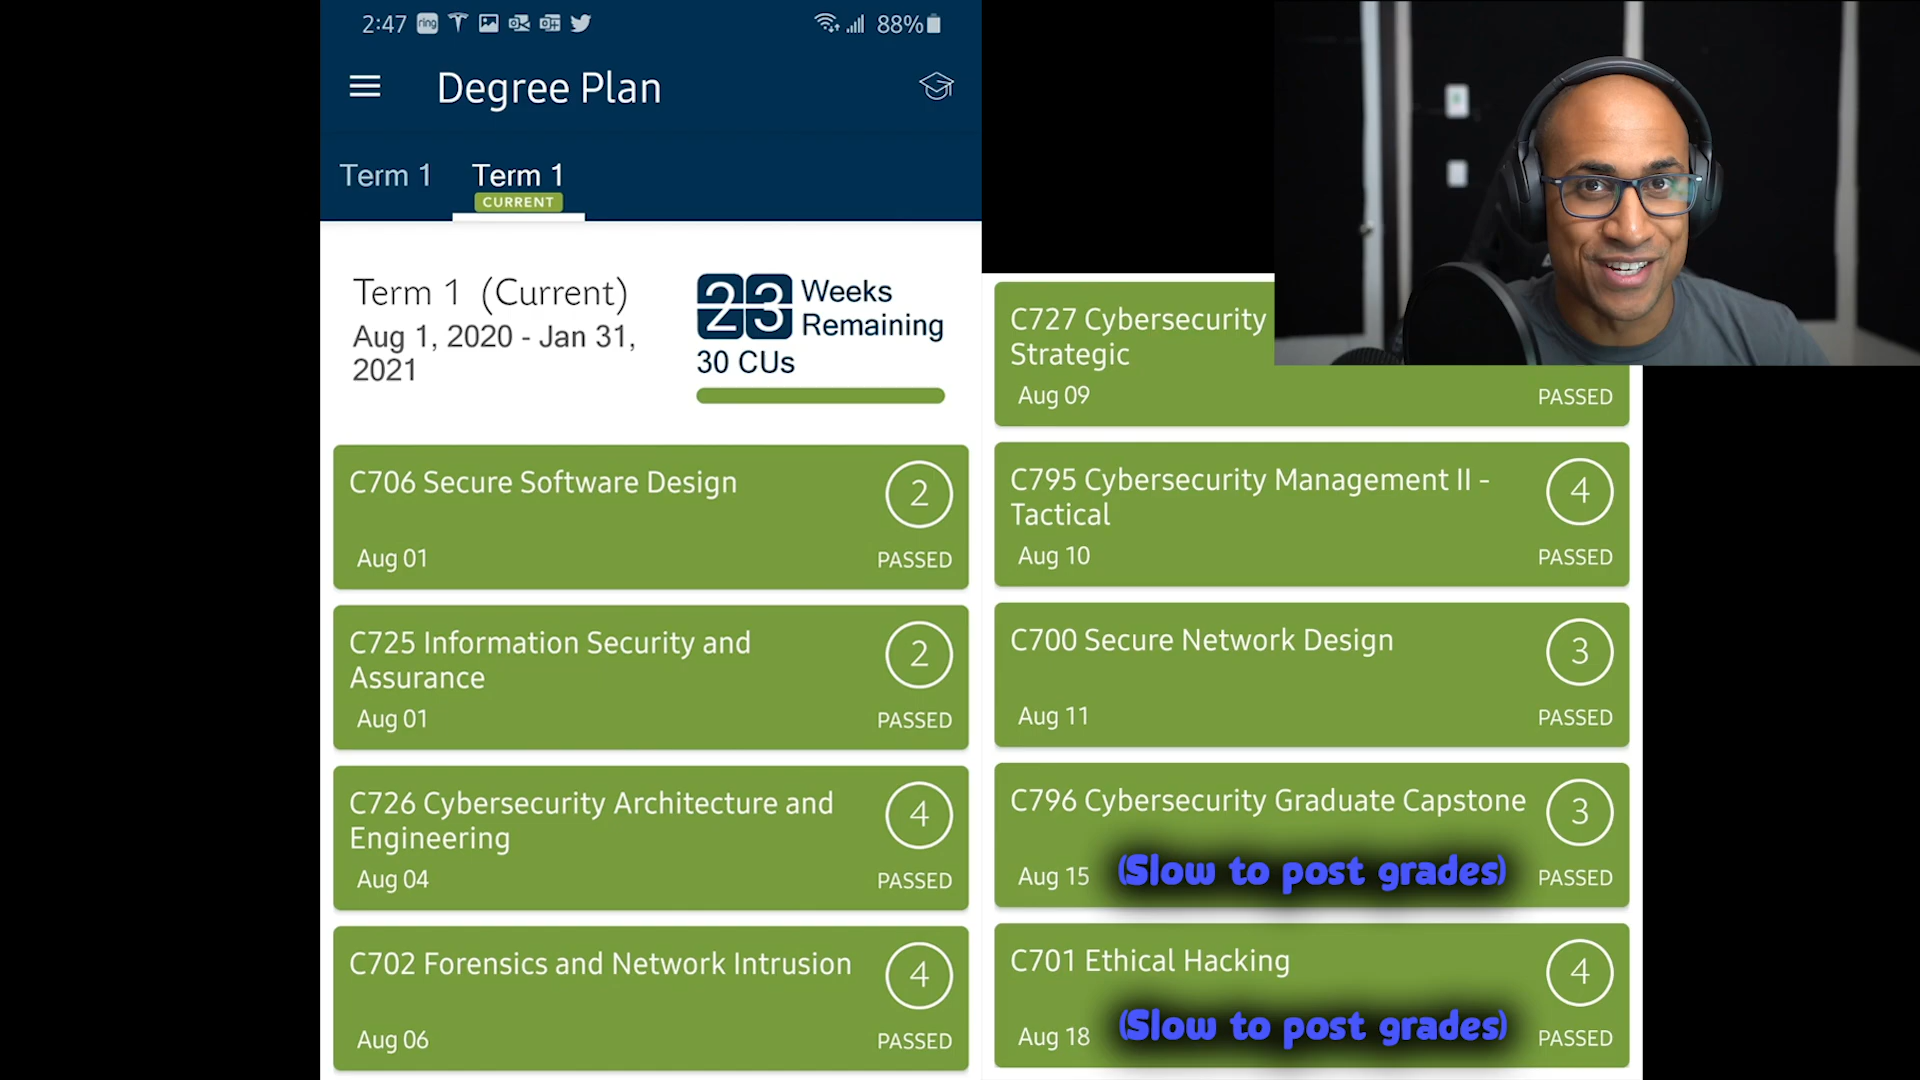 2:47
ring
88%
Degree Plan
Term 1
Term 1
CURRENT
Term 1 (Current)
Aug 1, 2020 - Jan 31,
2021
23 Weeks
Remaining
30 CUs
C706 Secure Software Design
2
Aug 01
PASSED
C725 Information Security and
Assurance
2
Aug 01
PASSED
C726 Cybersecurity Architecture and
Engineering
4
Aug 04
PASSED
C702 Forensics and Network Intrusion
4
Aug 06
PASSED
C727 Cybersecurity
Strategic
Aug 09
PASSED
C795 Cybersecurity Management II -
Tactical
4
Aug 10
PASSED
C700 Secure Network Design
3
Aug 11
PASSED
C796 Cybersecurity Graduate Capstone
3
Aug 15
(Slow to post grades)
PASSED
C701 Ethical Hacking
4
Aug 18
(Slow to post grades)
PASSED